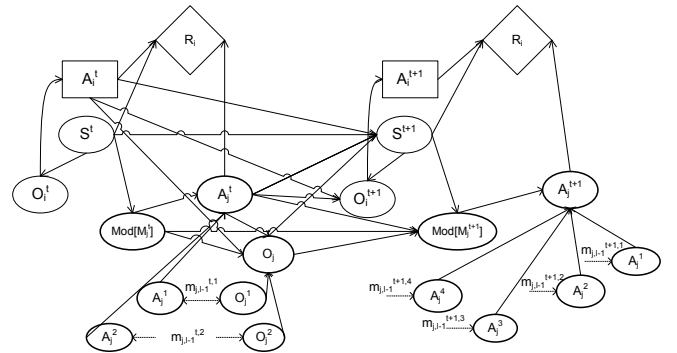 R_i R_i
A_i^t A_i^{t+1}
S^t S^{t+1}
O_i^t A_j^t O_i^{t+1} A_j^{t+1}
Mod[M_j^t] O_j Mod[M_j^{t+1}]
m_{j,l-1}^{t+1,1} A_j^1
A_j^1 m_{j,l-1}^{t,1} O_j^1 m_{j,l-1}^{t+1,4} A_j^4 m_{j,l-1}^{t+1,2} A_j^2
m_{j,l-1}^{t+1,3} A_j^3
A_j^2 m_{j,l-1}^{t,2} O_j^2